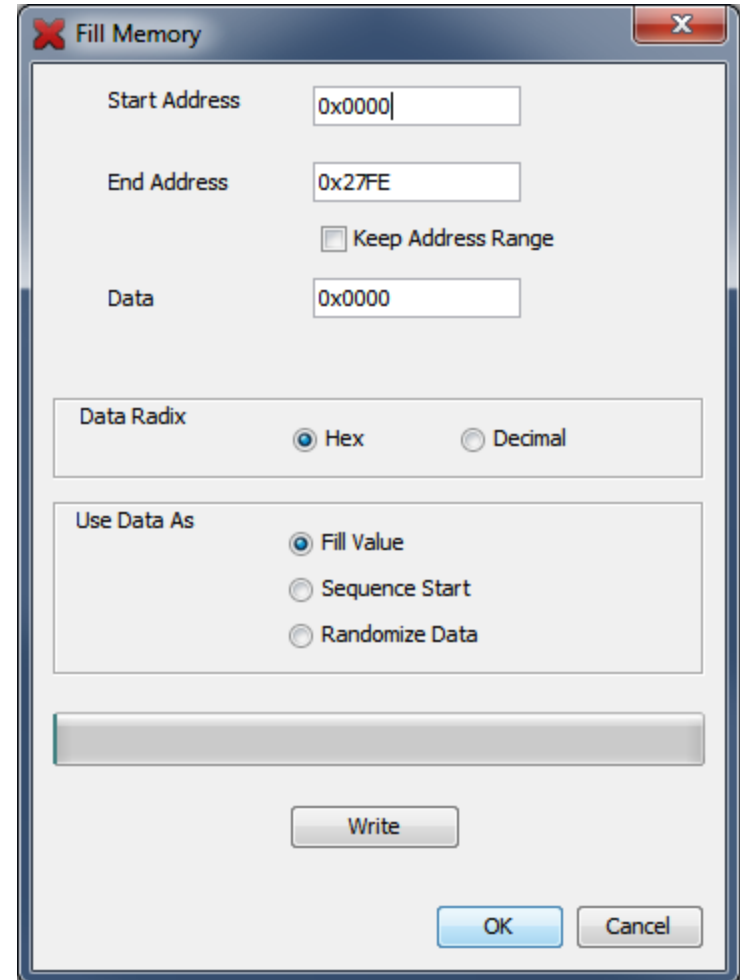 Fill Memory
Start Address 0x0000
End Address 0x27FE
Keep Address Range
Data 0x0000
Data Radix
Hex Decimal
Use Data As
Fill Value
Sequence Start
Randomize Data
Write
OK Cancel